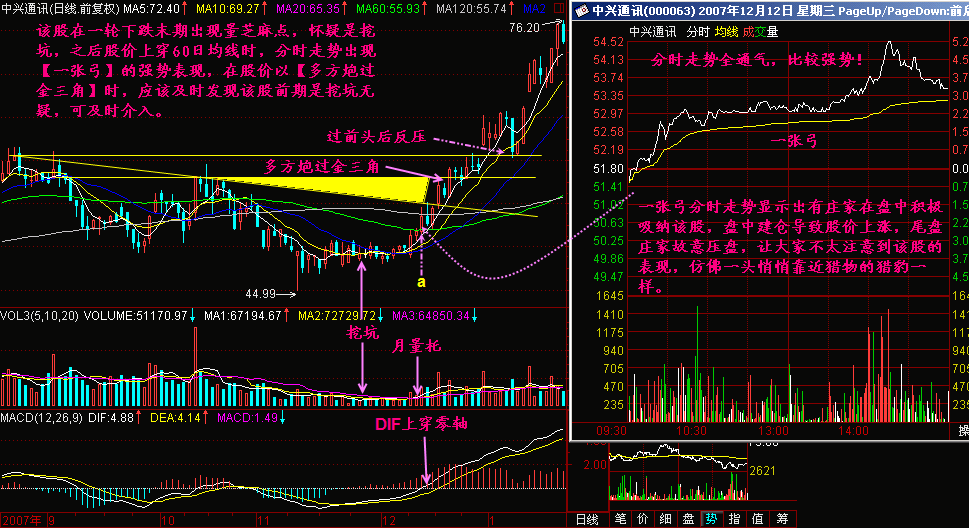 中兴通讯(日线.前复权) MA5:72.40↑ MA10:69.27↑ MA20:65.35↑ MA60:55.93↑ MA120:55.74↑ MA2
76.20→
该股在一轮下跌末期出现量芝麻点，怀疑是挖
坑，之后股价上穿60日均线时，分时走势出现
【一张弓】的强势表现，在股价以【多方炮过
金三角】时，应该及时发现该股前期是挖坑无
疑，可及时介入。
过前头后反压
多方炮过金三角
a
44.99→
VOL3(5,10,20) VOLUME:51170.97↓ MA1:67194.67↑ MA2:72729.72↓ MA3:64850.34↓
挖坑
月量托
MACD(12,26,9) DIF:4.88↑ DEA:4.14↑ MACD:1.49↓
DIF上穿零轴
2007年 9 10 11 12 1
中兴通讯(000063) 2007年12月12日 星期三 PageUp/PageDown:前后
中兴通讯 分时 均线 成交量
54.52
54.13
53.74
53.35
52.97
52.58
52.19
51.80
51.41
51.02
50.63
50.25
49.86
49.47
1645
1410
1175
940
705
470
235
分时走势全通气，比较强势！
一张弓
一张弓分时走势显示出有庄家在盘中积极
吸纳该股，盘中建仓导致股价上涨，尾盘
庄家故意压盘，让大家不太注意到该股的
表现，仿佛一头悄悄靠近猎物的猎豹一
样。
09:30 10:30 13:00 14:00
操
2.00
2621
日线 笔 价 细 盘 势 指 值 筹